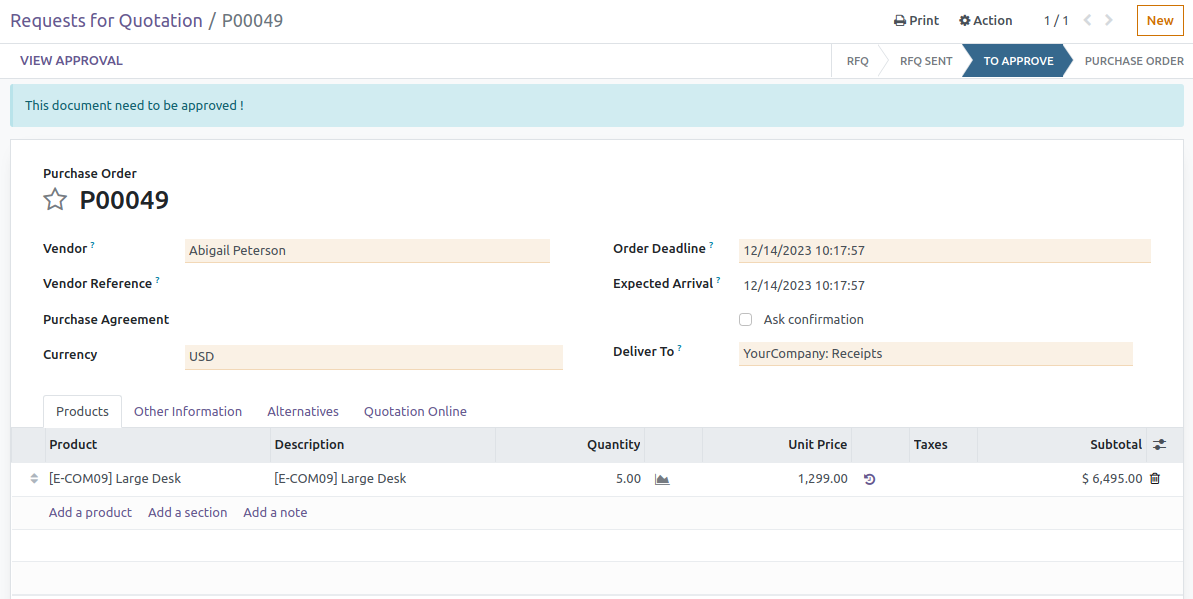 Requests for Quotation / P00049 Print Action 1 / 1 New
VIEW APPROVAL RFQ RFQ SENT TO APPROVE PURCHASE ORDER
This document need to be approved !
Purchase Order
P00049
Vendor ? Abigail Peterson Order Deadline ? 12/14/2023 10:17:57
Vendor Reference ? Expected Arrival ? 12/14/2023 10:17:57
Purchase Agreement Ask confirmation
Currency USD Deliver To ? YourCompany: Receipts
Products Other Information Alternatives Quotation Online
Product Description Quantity Unit Price Taxes Subtotal
[E-COM09] Large Desk [E-COM09] Large Desk 5.00 1,299.00 $ 6,495.00
Add a product Add a section Add a note